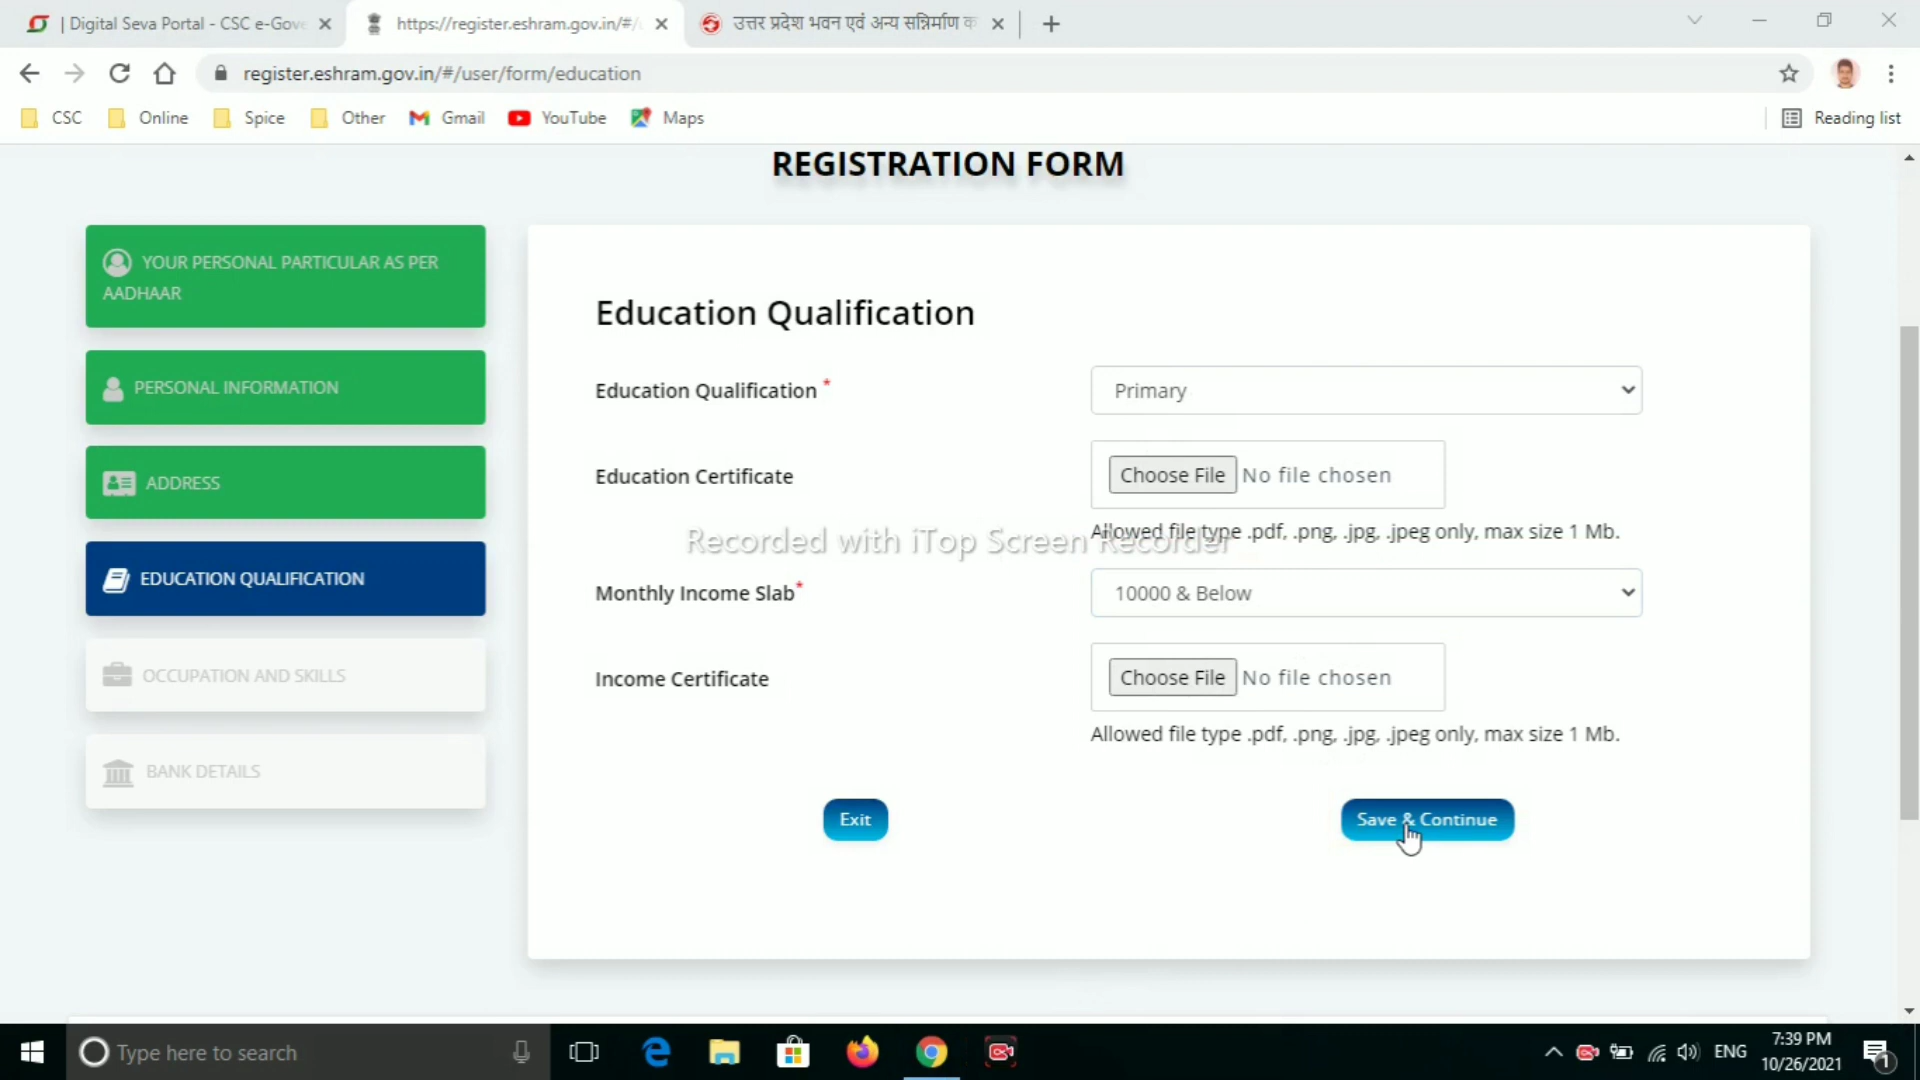 | Digital Seva Portal - CSC e-Gove
https://register.eshram.gov.in/#/
उत्तर प्रदेश भवन एवं अन्य सन्निर्माण क
register.eshram.gov.in/#/user/form/education
CSC
Online
Spice
Other
Gmail
YouTube
Maps
Reading list
REGISTRATION FORM
YOUR PERSONAL PARTICULAR AS PER
AADHAAR
PERSONAL INFORMATION
ADDRESS
EDUCATION QUALIFICATION
OCCUPATION AND SKILLS
BANK DETAILS
Education Qualification
Education Qualification *
Primary
Education Certificate
Choose File No file chosen
Allowed file type .pdf, .png, .jpg, .jpeg only, max size 1 Mb.
Recorded with iTop Screen Recorder
Monthly Income Slab*
10000 & Below
Income Certificate
Choose File No file chosen
Allowed file type .pdf, .png, .jpg, .jpeg only, max size 1 Mb.
Exit
Save & Continue
Type here to search
ENG
7:39 PM
10/26/2021
1